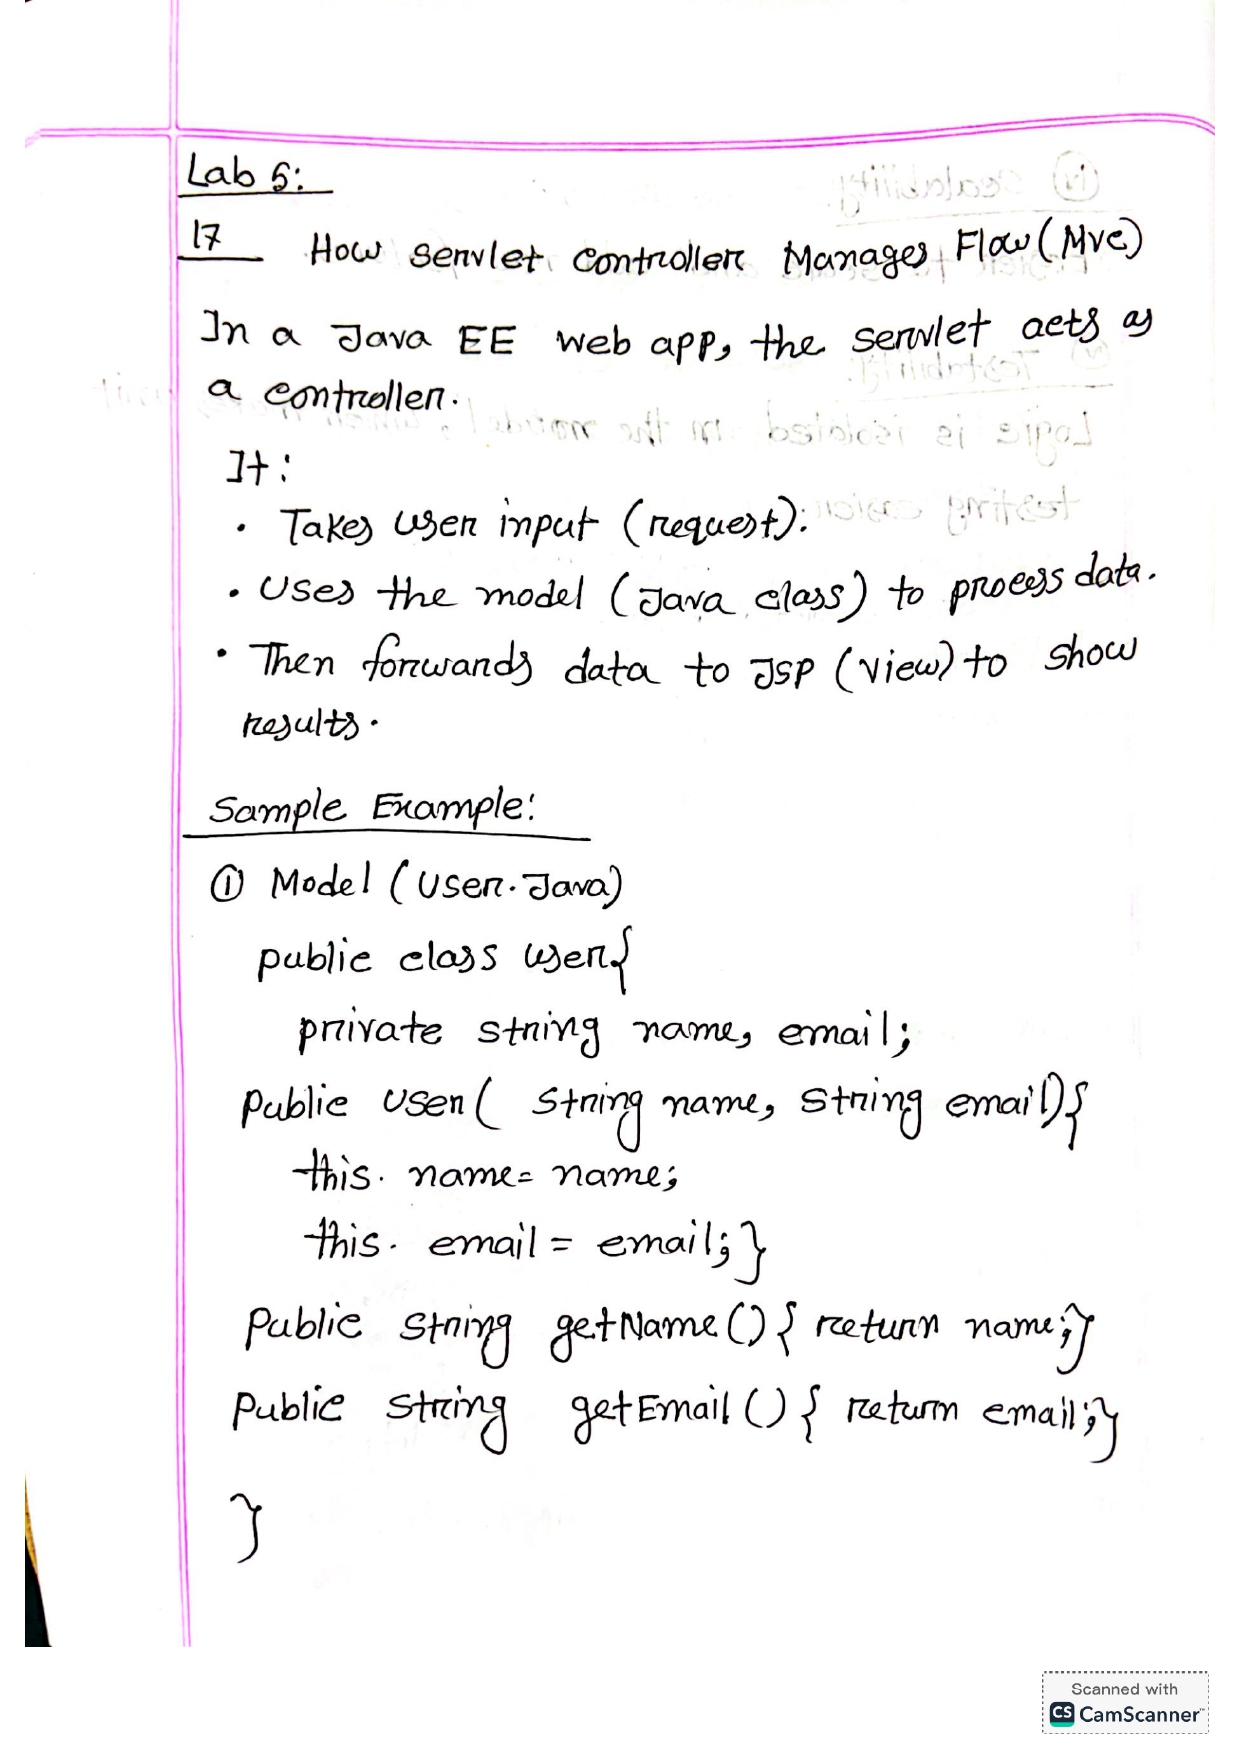 Lab 5:
17 How Servlet Controller Manages Flow (Mvc)
In a Java EE web app, the servlet acts as
a controller.
It:
• Takes user input (request).
• Uses the model (Java class) to process data.
• Then forwards data to JSP (view) to show
results.
Sample Example:
① Model (User.Java)
public class user{
private string name, email;
Public user( string name, string email){
this. name = name;
this. email = email; }
Public string getName() { return name;}
Public string getEmail () { return email;}
}
Scanned with
CS CamScanner